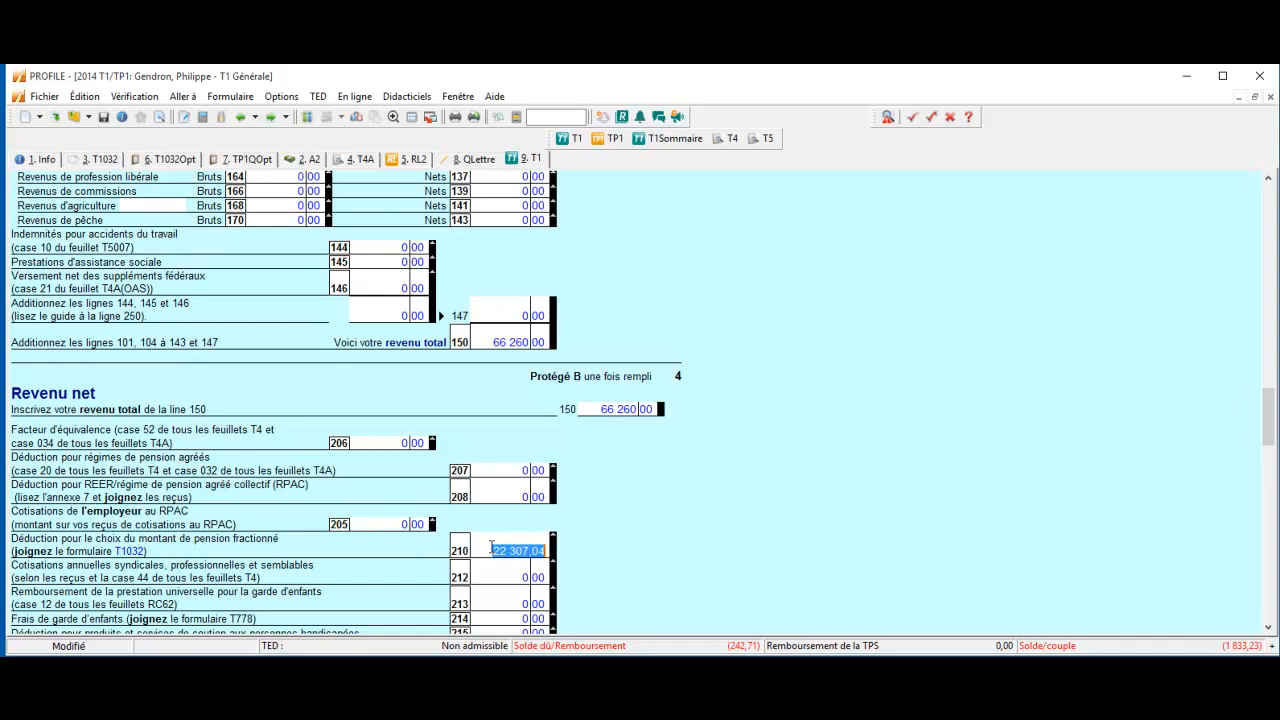 PROFILE - [2014 T1/TP1: Gendron, Philippe - T1 Générale]
Fichier Édition Vérification Aller à Formulaire Options TED En ligne Didacticiels Fenêtre Aide
T1 TP1 T1Sommaire T4 T5
1. Info 3. T1032 6. T1032Opt 7. TP1QOpt 2. A2 4. T4A 5. RL2 8. QLettre 9. T1
Revenus de profession libérale Bruts 164 0 00 Nets 137 0 00
Revenus de commissions Bruts 166 0 00 Nets 139 0 00
Revenus d'agriculture Bruts 168 0 00 Nets 141 0 00
Revenus de pêche Bruts 170 0 00 Nets 143 0 00
Indemnités pour accidents du travail
(case 10 du feuillet T5007) 144 0 00
Prestations d'assistance sociale 145 0 00
Versement net des suppléments fédéraux
(case 21 du feuillet T4A(OAS)) 146 0 00
Additionnez les lignes 144, 145 et 146
(lisez le guide à la ligne 250). 0 00 147 0 00
Additionnez les lignes 101, 104 à 143 et 147 Voici votre revenu total 150 66 260 00
Protégé B une fois rempli 4
Revenu net
Inscrivez votre revenu total de la line 150 150 66 260 00
Facteur d'équivalence (case 52 de tous les feuillets T4 et
case 034 de tous les feuillets T4A) 206 0 00
Déduction pour régimes de pension agréés
(case 20 de tous les feuillets T4 et case 032 de tous les feuillets T4A) 207 0 00
Déduction pour REER/régime de pension agréé collectif (RPAC)
(lisez l'annexe 7 et joignez les reçus) 208 0 00
Cotisations de l'employeur au RPAC
(montant sur vos reçus de cotisations au RPAC) 205 0 00
Déduction pour le choix du montant de pension fractionné
(joignez le formulaire T1032) 210 22 307,04
Cotisations annuelles syndicales, professionnelles et semblables
(selon les reçus et la case 44 de tous les feuillets T4) 212 0 00
Remboursement de la prestation universelle pour la garde d'enfants
(case 12 de tous les feuillets RC62) 213 0 00
Frais de garde d'enfants (joignez le formulaire T778) 214 0 00
Déduction pour produits et services de soutien aux personnes handicapées 215 0 00
Modifié TED : Non admissible Solde dû/Remboursement (242,71) Remboursement de la TPS 0,00 Solde/couple (1 833,23)